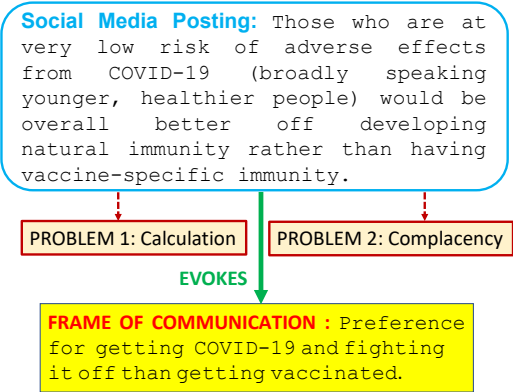 Social Media Posting: Those who are at
very low risk of adverse effects
from COVID-19 (broadly speaking
younger, healthier people) would be
overall better off developing
natural immunity rather than having
vaccine-specific immunity.
PROBLEM 1: Calculation
PROBLEM 2: Complacency
EVOKES
FRAME OF COMMUNICATION : Preference
for getting COVID-19 and fighting
it off than getting vaccinated.